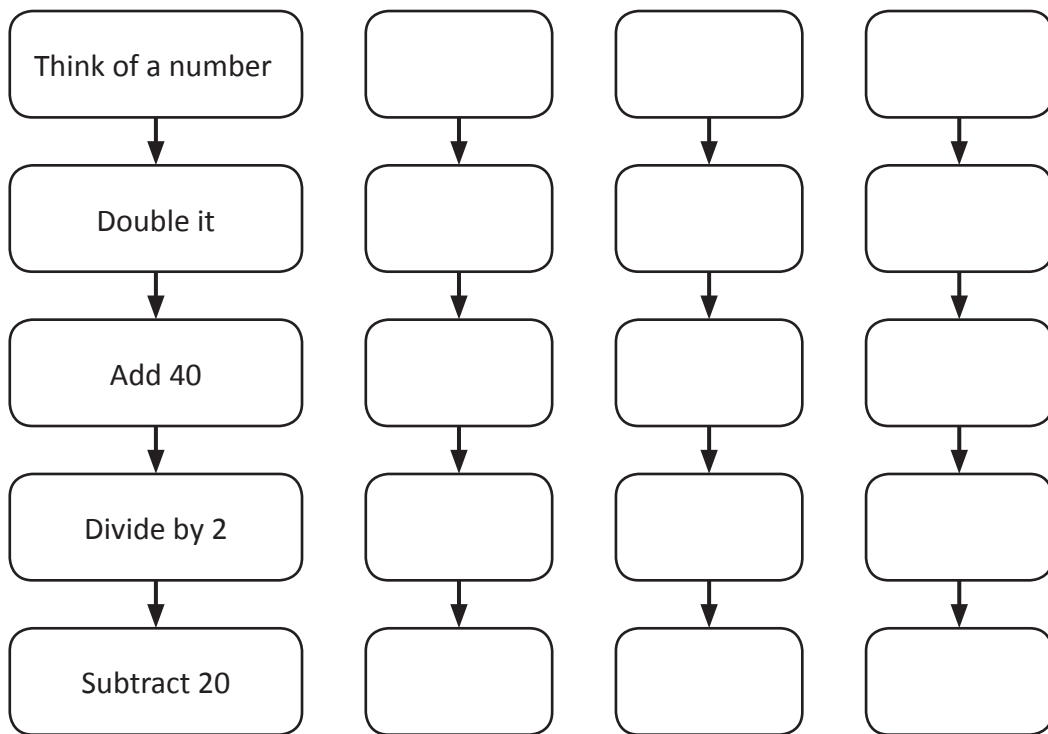 Think of a number
Double it
Add 40
Divide by 2
Subtract 20